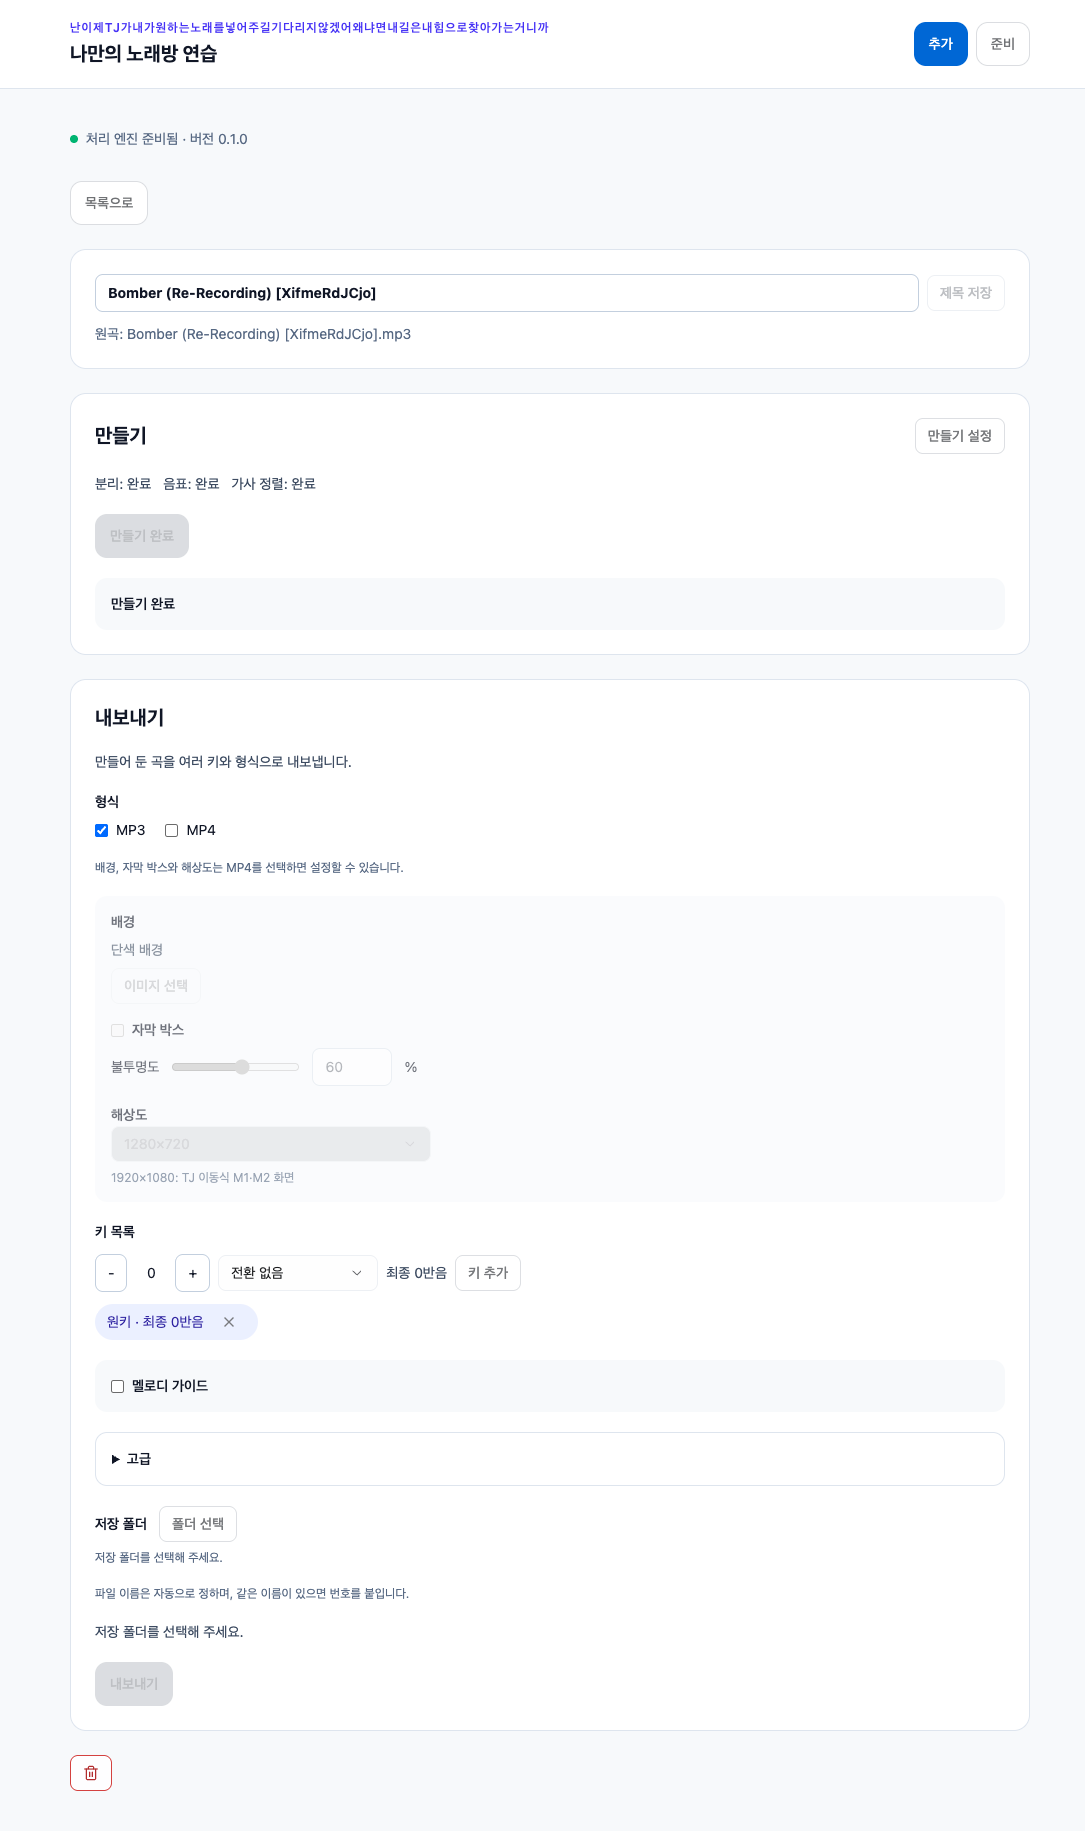 난이제TJ가내가원하는노래를넣어주길기다리지않겠어왜냐면내길은내힘으로찾아가는거니까
나만의 노래방 연습
추가
준비
처리 엔진 준비됨 · 버전 0.1.0
목록으로
Bomber (Re-Recording) [XifmeRdJCjo]
제목 저장
원곡: Bomber (Re-Recording) [XifmeRdJCjo].mp3
만들기
만들기 설정
분리: 완료 음표: 완료 가사 정렬: 완료
만들기 완료
만들기 완료
내보내기
만들어 둔 곡을 여러 키와 형식으로 내보냅니다.
형식
MP3 MP4
배경, 자막 박스와 해상도는 MP4를 선택하면 설정할 수 있습니다.
배경
단색 배경
이미지 선택
자막 박스
불투명도 60 %
해상도
1280×720
1920×1080: TJ 이동식 M1·M2 화면
키 목록
- 0 + 전환 없음 최종 0반음 키 추가
원키 · 최종 0반음
멜로디 가이드
고급
저장 폴더 폴더 선택
저장 폴더를 선택해 주세요.
파일 이름은 자동으로 정하며, 같은 이름이 있으면 번호를 붙입니다.
저장 폴더를 선택해 주세요.
내보내기